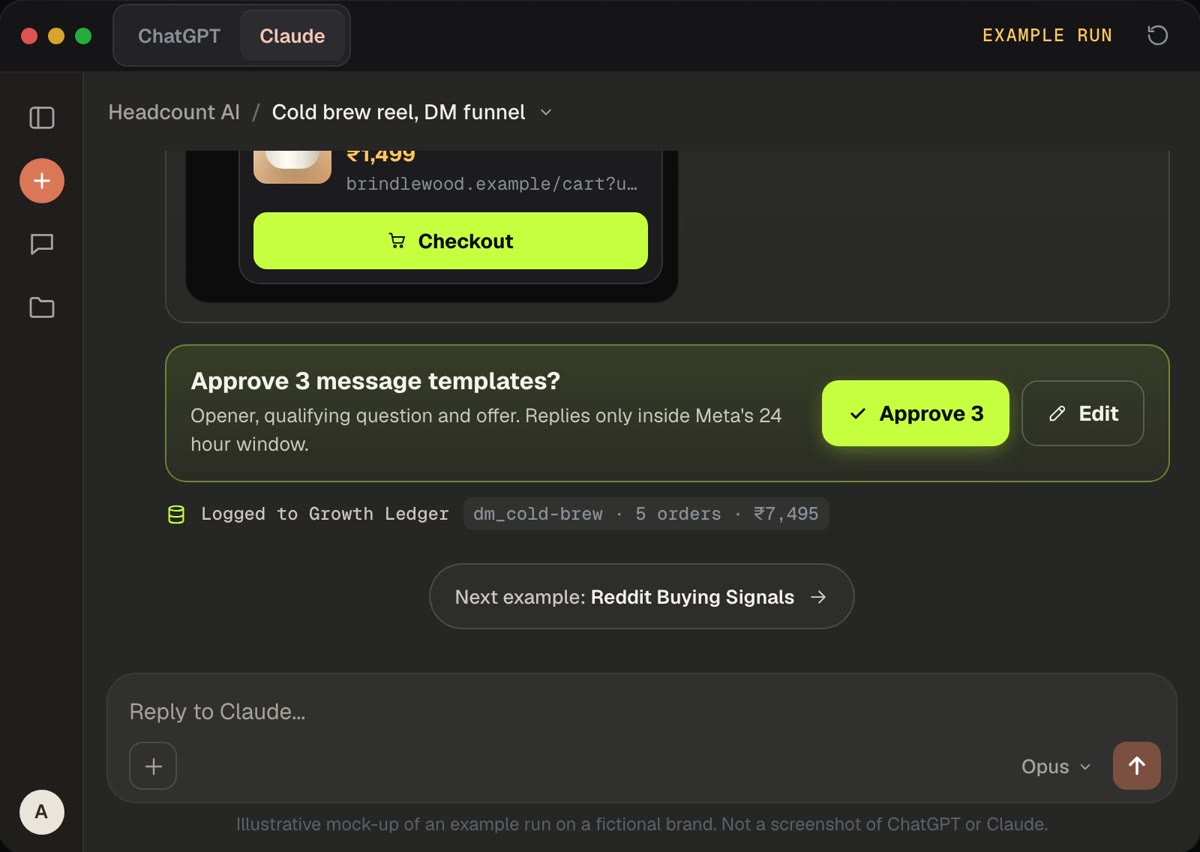 ChatGPT
Claude
EXAMPLE RUN
Headcount AI / Cold brew reel, DM funnel
₹1,499
brindlewood.example/cart?u…
Checkout
Approve 3 message templates?
Opener, qualifying question and offer. Replies only inside Meta's 24
hour window.
Approve 3
Edit
Logged to Growth Ledger
dm_cold-brew · 5 orders · ₹7,495
Next example: Reddit Buying Signals →
Reply to Claude...
Opus
A
Illustrative mock-up of an example run on a fictional brand. Not a screenshot of ChatGPT or Claude.